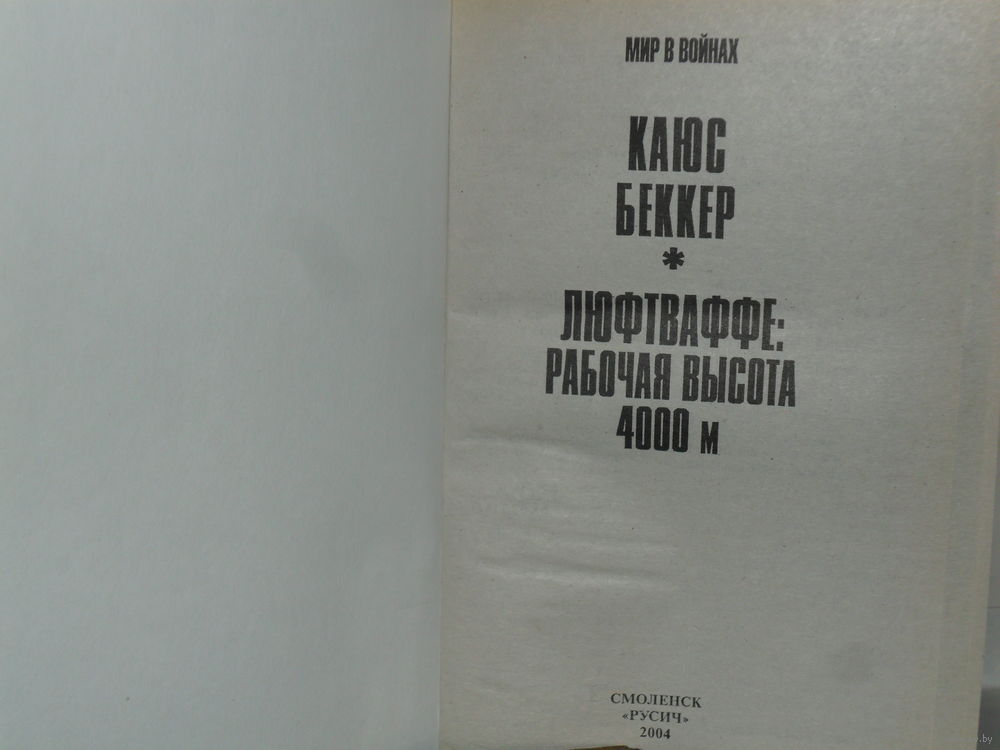 МИР В ВОЙНАХ
КАЮС
БЕККЕР
*
ЛЮФТВАФФЕ:
РАБОЧАЯ ВЫСОТА
4000 м
СМОЛЕНСК
«РУСИЧ»
2004